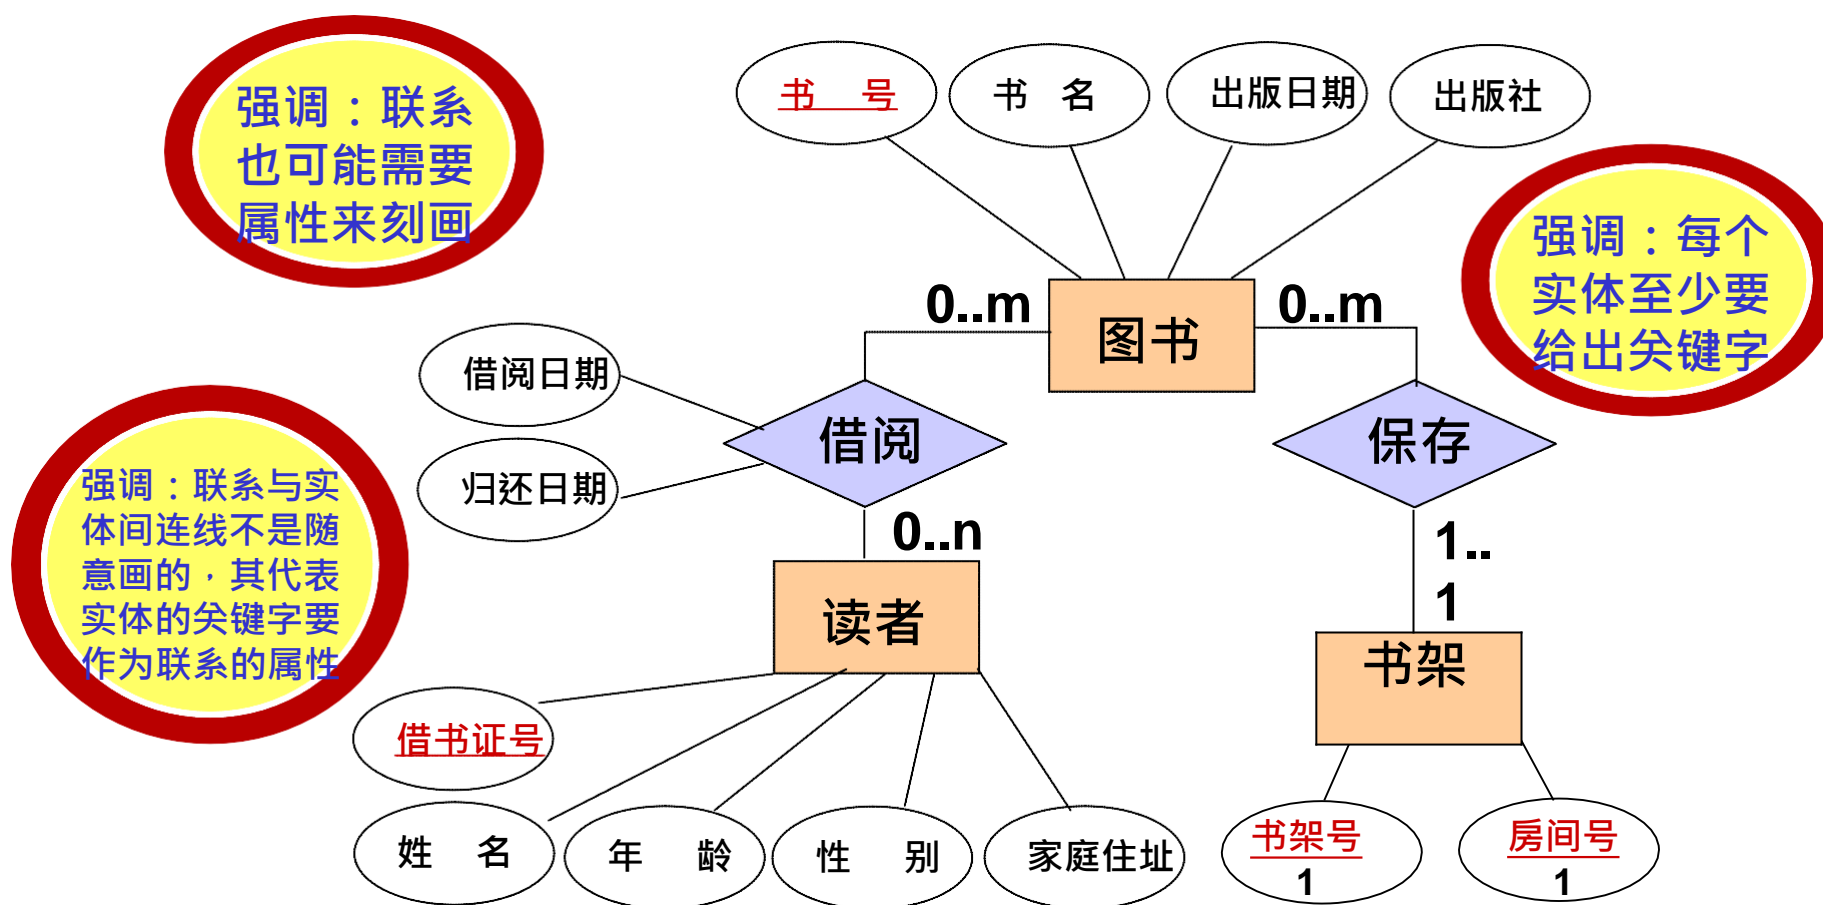 强调：联系
也可能需要
属性来刻画
书 号
书 名
出版日期
出版社
强调：每个
实体至少要
给出关键字
0..m
图书
0..m
借阅日期
归还日期
借阅
保存
强调：联系与实
体间连线不是随
意画的，其代表
实体的关键字要
作为联系的属性
0..n
1..
1
读者
书架
借书证号
姓 名
年 龄
性 别
家庭住址
书架号
1
房间号
1